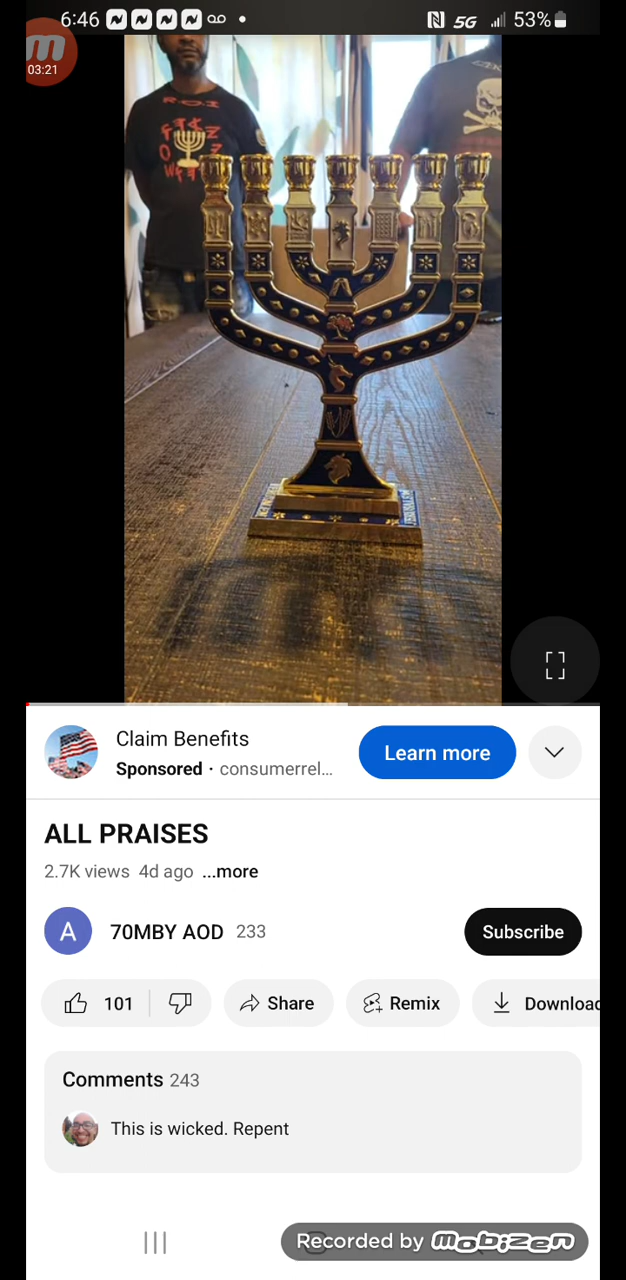 6:46
5G
53%
03:21
Claim Benefits
Learn more
Sponsored · consumerrel...
ALL PRAISES
2.7K views 4d ago ...more
A
70MBY AOD 233
Subscribe
101
Share
Remix
Download
Comments 243
This is wicked. Repent
Recorded by mobizen